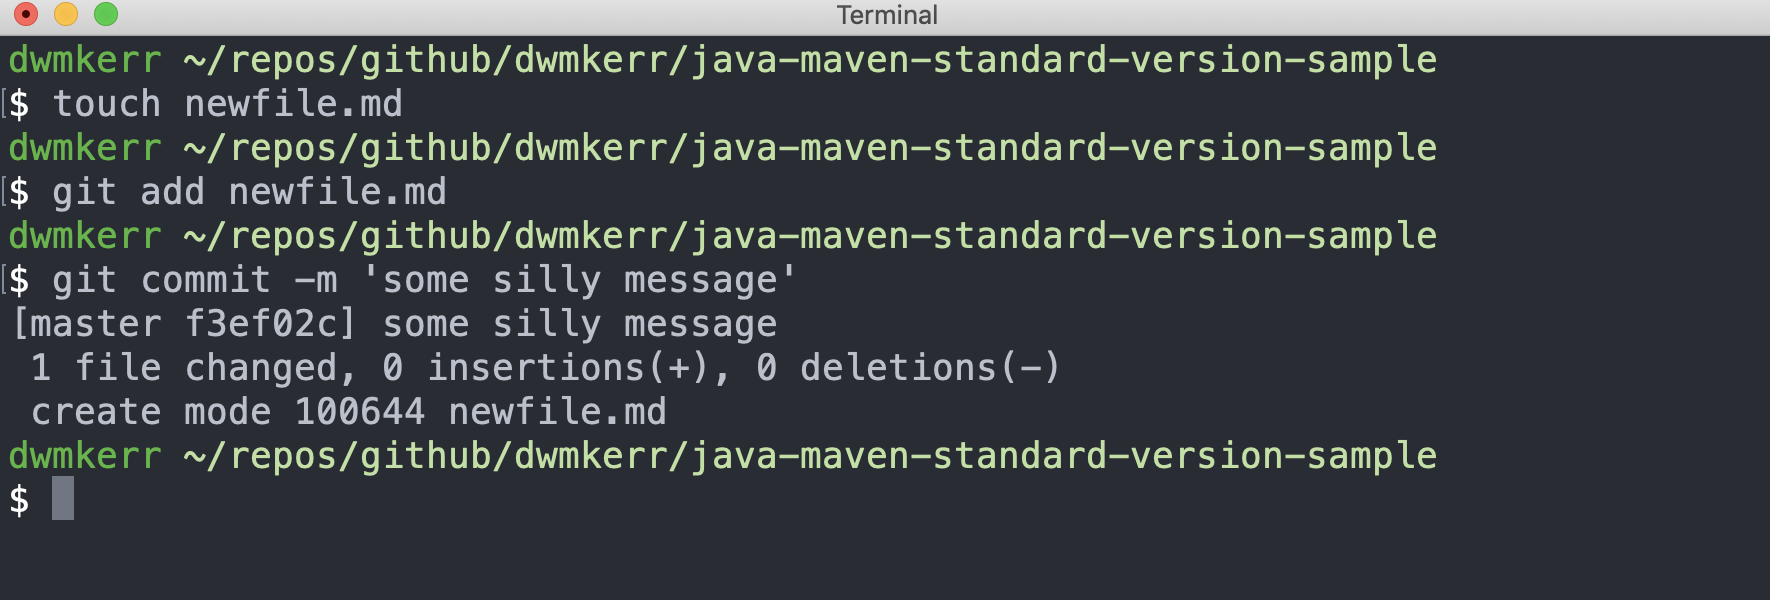 Terminal
dwmkerr ~/repos/github/dwmkerr/java-maven-standard-version-sample
[$ touch newfile.md
dwmkerr ~/repos/github/dwmkerr/java-maven-standard-version-sample
[$ git add newfile.md
dwmkerr ~/repos/github/dwmkerr/java-maven-standard-version-sample
[$ git commit -m 'some silly message'
[master f3ef02c] some silly message
 1 file changed, 0 insertions(+), 0 deletions(-)
 create mode 100644 newfile.md
dwmkerr ~/repos/github/dwmkerr/java-maven-standard-version-sample
$